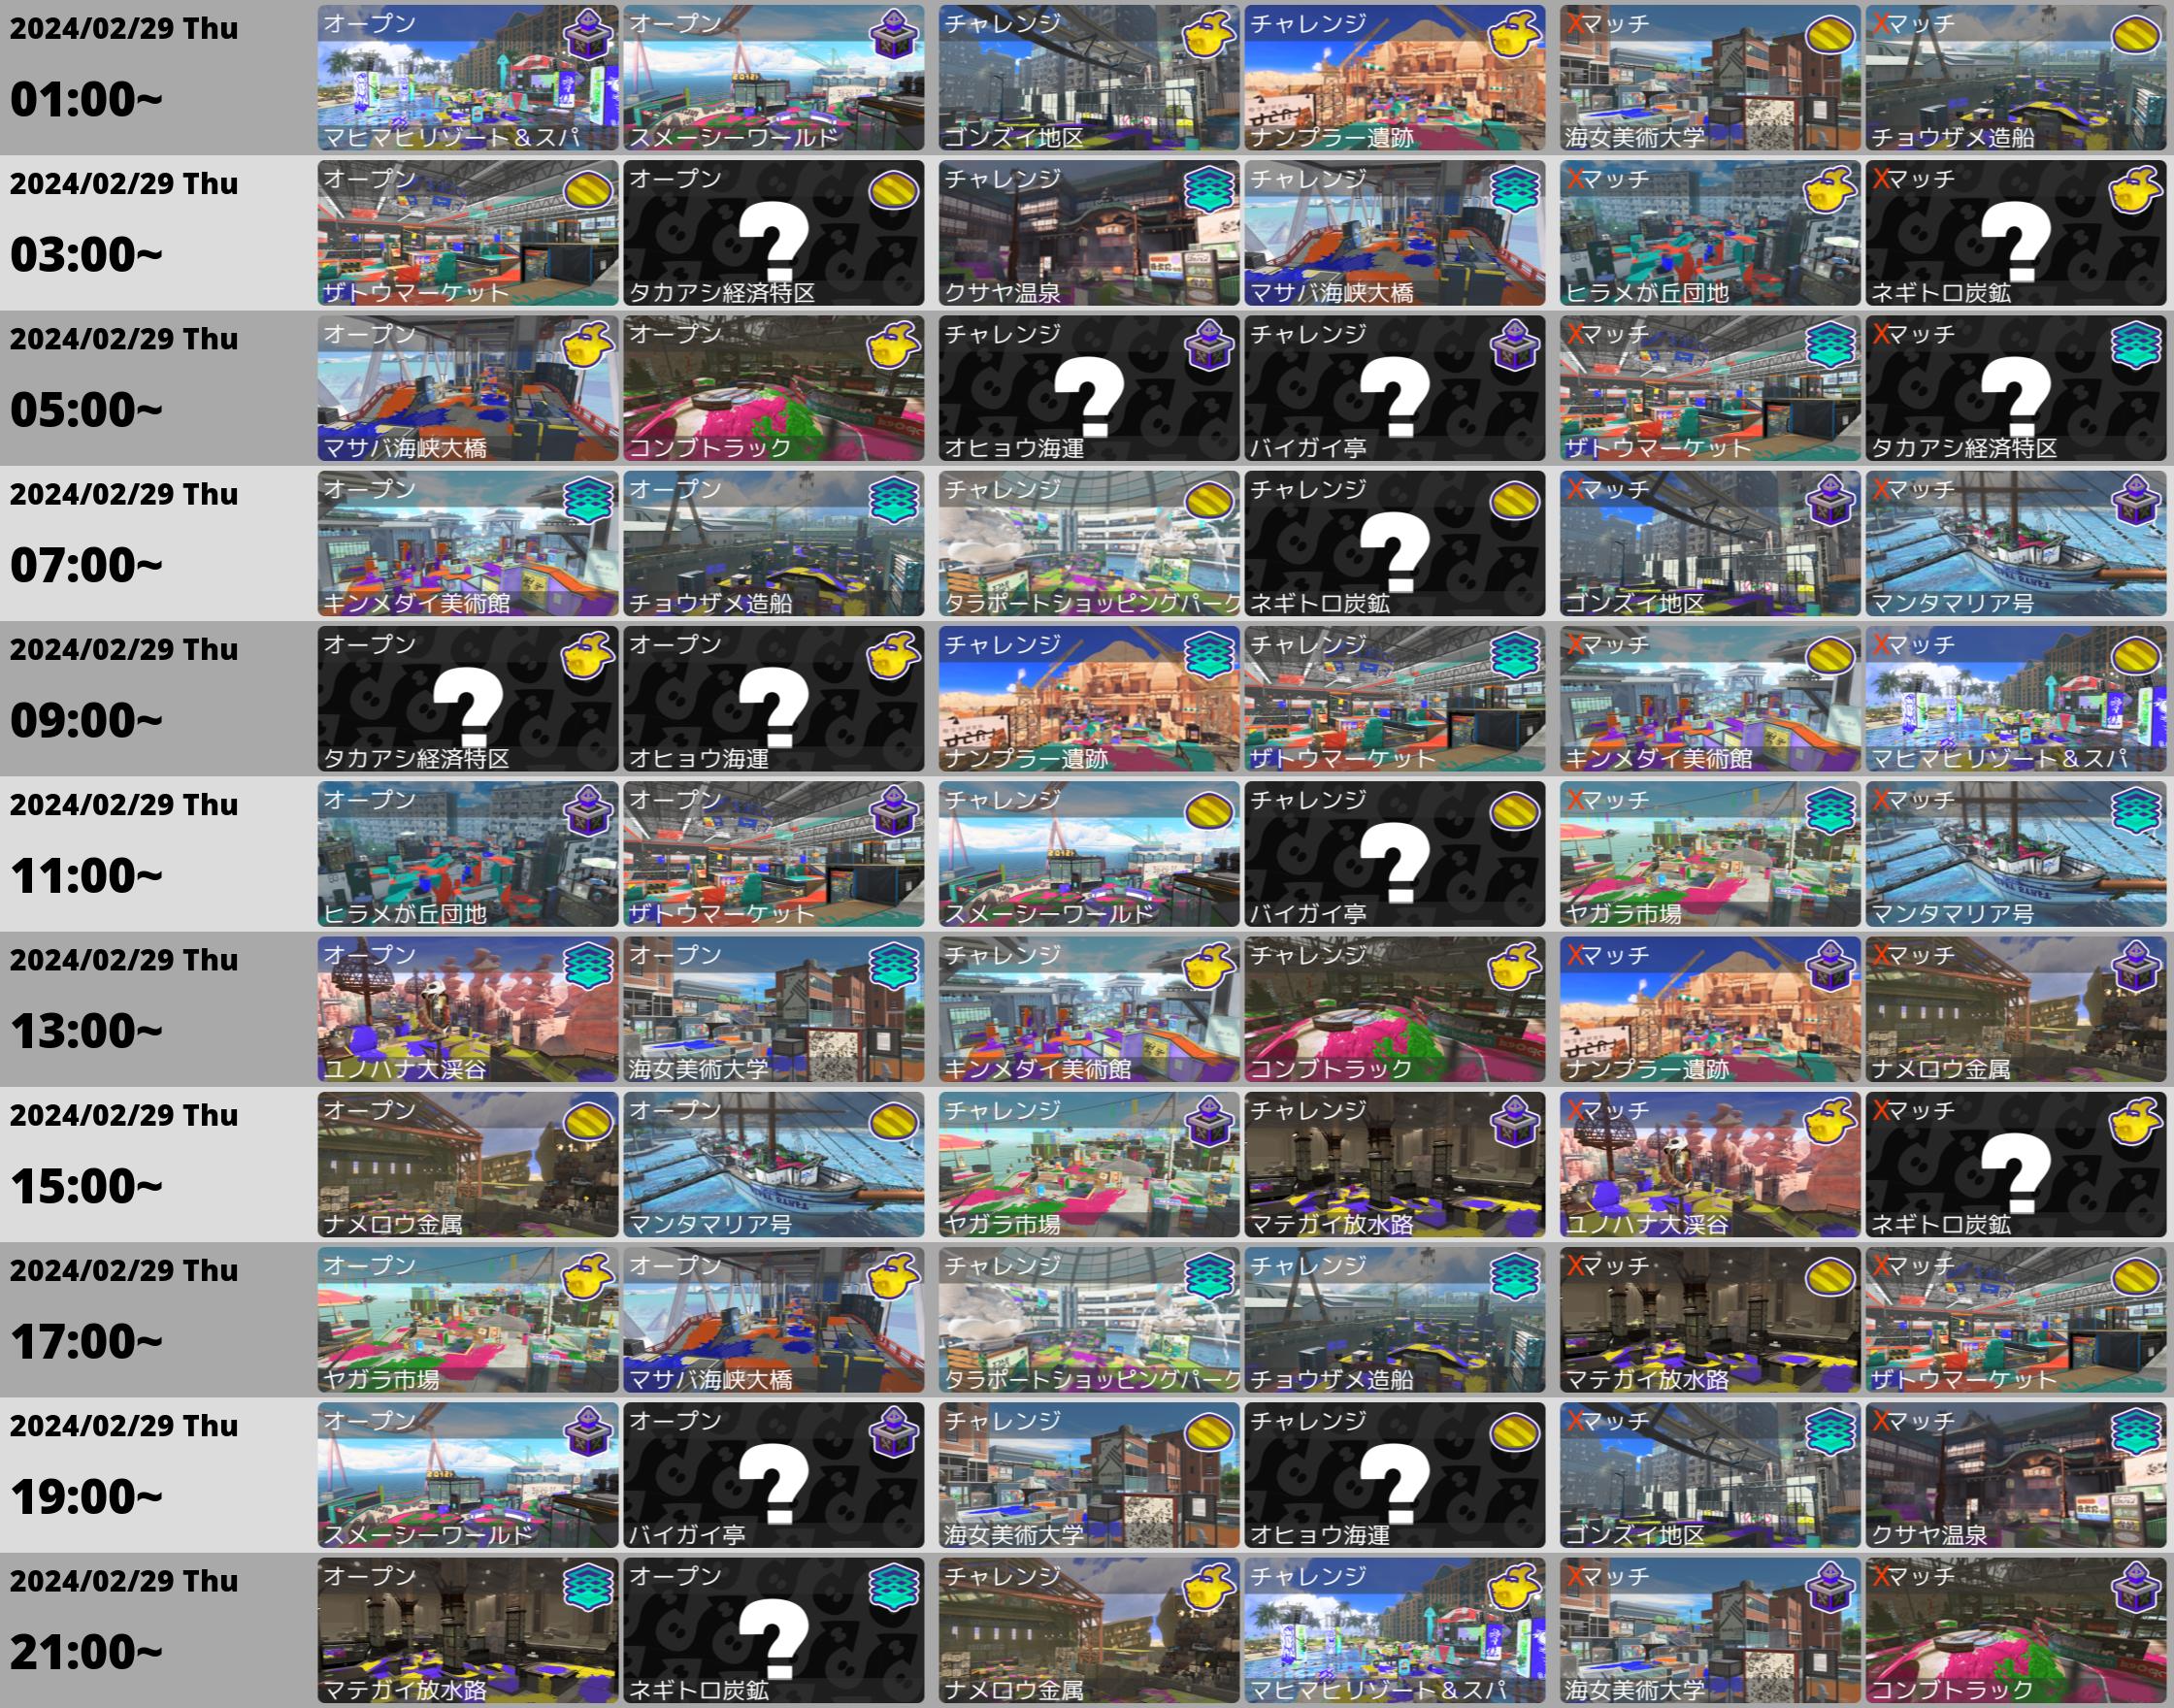 2024/02/29 Thu
01:00~
オープン
マヒマヒリゾート＆スパ
オープン
スメーシーワールド
チャレンジ
ゴンズイ地区
チャレンジ
ナンプラー遺跡
Xマッチ
海女美術大学
Xマッチ
チョウザメ造船
2024/02/29 Thu
03:00~
オープン
ザトウマーケット
オープン
タカアシ経済特区
チャレンジ
クサヤ温泉
チャレンジ
マサバ海峡大橋
Xマッチ
ヒラメが丘団地
Xマッチ
ネギトロ炭鉱
2024/02/29 Thu
05:00~
オープン
マサバ海峡大橋
オープン
コンブトラック
チャレンジ
オヒョウ海運
チャレンジ
バイガイ亭
Xマッチ
ザトウマーケット
Xマッチ
タカアシ経済特区
2024/02/29 Thu
07:00~
オープン
キンメダイ美術館
オープン
チョウザメ造船
チャレンジ
タラポートショッピングパーク
チャレンジ
ネギトロ炭鉱
Xマッチ
ゴンズイ地区
Xマッチ
マンタマリア号
2024/02/29 Thu
09:00~
オープン
タカアシ経済特区
オープン
オヒョウ海運
チャレンジ
ナンプラー遺跡
チャレンジ
ザトウマーケット
Xマッチ
キンメダイ美術館
Xマッチ
マヒマヒリゾート＆スパ
2024/02/29 Thu
11:00~
オープン
ヒラメが丘団地
オープン
ザトウマーケット
チャレンジ
スメーシーワールド
チャレンジ
バイガイ亭
Xマッチ
ヤガラ市場
Xマッチ
マンタマリア号
2024/02/29 Thu
13:00~
オープン
ユノハナ大渓谷
オープン
海女美術大学
チャレンジ
キンメダイ美術館
チャレンジ
コンブトラック
Xマッチ
ナンプラー遺跡
Xマッチ
ナメロウ金属
2024/02/29 Thu
15:00~
オープン
ナメロウ金属
オープン
マンタマリア号
チャレンジ
ヤガラ市場
チャレンジ
マテガイ放水路
Xマッチ
ユノハナ大渓谷
Xマッチ
ネギトロ炭鉱
2024/02/29 Thu
17:00~
オープン
ヤガラ市場
オープン
マサバ海峡大橋
チャレンジ
タラポートショッピングパーク
チャレンジ
チョウザメ造船
Xマッチ
マテガイ放水路
Xマッチ
ザトウマーケット
2024/02/29 Thu
19:00~
オープン
スメーシーワールド
オープン
バイガイ亭
チャレンジ
海女美術大学
チャレンジ
オヒョウ海運
Xマッチ
ゴンズイ地区
Xマッチ
クサヤ温泉
2024/02/29 Thu
21:00~
オープン
マテガイ放水路
オープン
ネギトロ炭鉱
チャレンジ
ナメロウ金属
チャレンジ
マヒマヒリゾート＆スパ
Xマッチ
海女美術大学
Xマッチ
コンブトラック